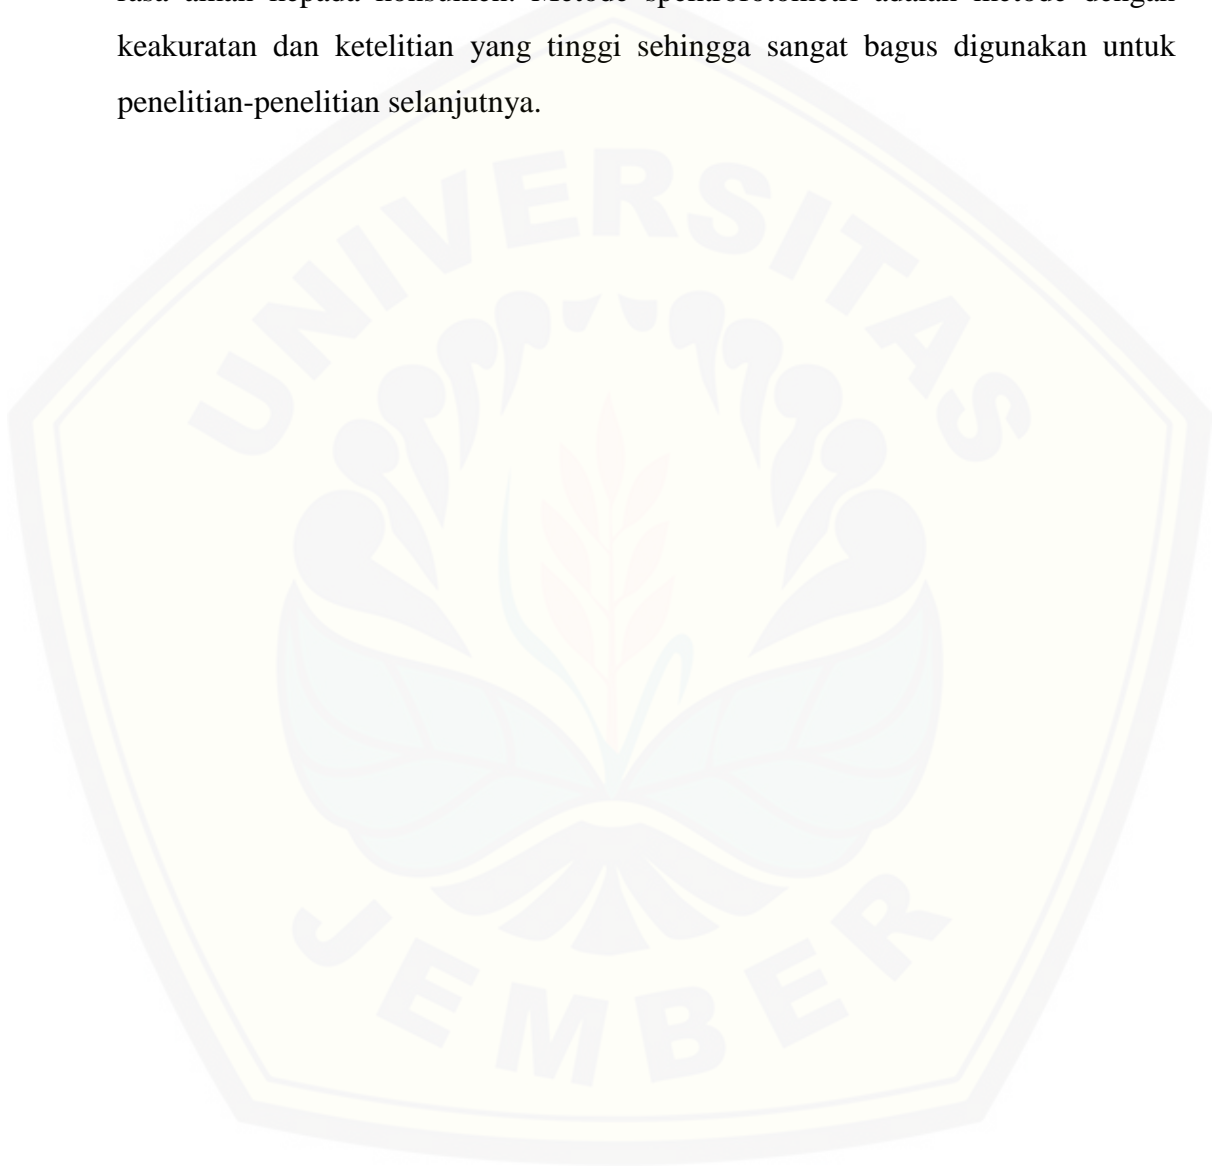 rasa aman kepada konsumen. Metode spektrofotometri adalah metode dengan
keakuratan dan ketelitian yang tinggi sehingga sangat bagus digunakan untuk
penelitian-penelitian selanjutnya.
UNIVERSITAS
JEMBER